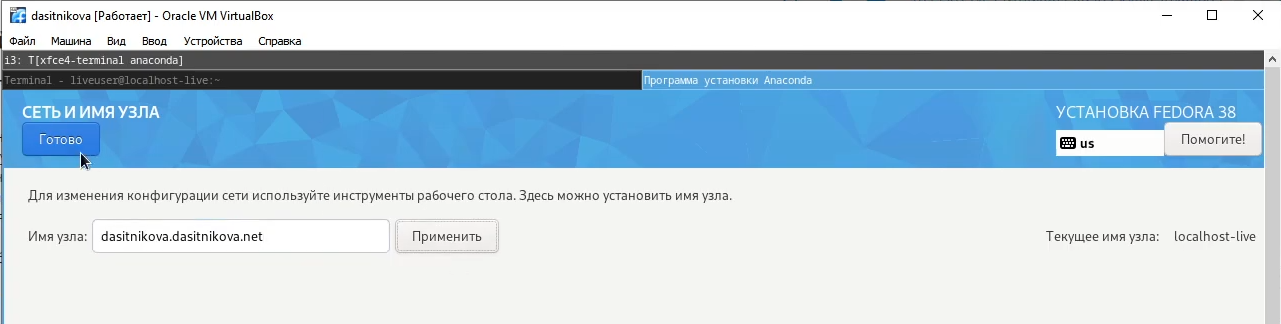 dasitnikova [Работает] - Oracle VM VirtualBox
Файл Машина Вид Ввод Устройства Справка
i3: T[xfce4-terminal anaconda]
Terminal - liveuser@localhost-live:~ Программа установки Anaconda
СЕТЬ И ИМЯ УЗЛА УСТАНОВКА FEDORA 38
Готово us Помогите!
Для изменения конфигурации сети используйте инструменты рабочего стола. Здесь можно установить имя узла.
Имя узла: dasitnikova.dasitnikova.net Применить Текущее имя узла: localhost-live